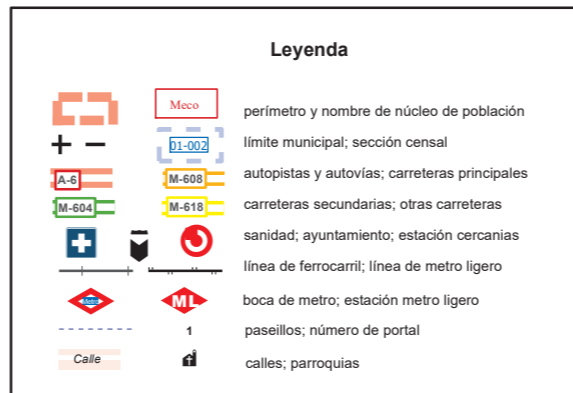 Leyenda
Meco perímetro y nombre de núcleo de población
+ − 01-002 límite municipal; sección censal
A-6 M-608 autopistas y autovías; carreteras principales
M-604 M-618 carreteras secundarias; otras carreteras
sanidad; ayuntamiento; estación cercanias
línea de ferrocarril; línea de metro ligero
Metro ML boca de metro; estación metro ligero
1 paseillos; número de portal
Calle calles; parroquias